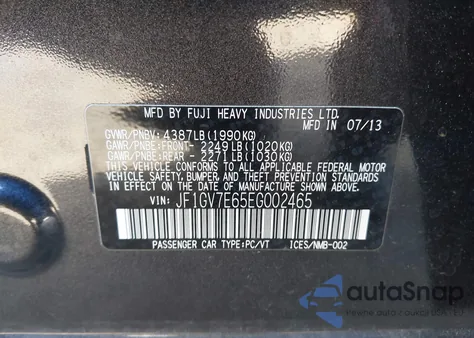 MFD. BY FUJI HEAVY INDUSTRIES LTD.
MFD IN 07/13
GVWR/PNBV: 4387LB(1990KG)
GAWR/PNBE:FRONT- 2249LB(1020KG)
GAWR/PNBE:REAR - 2271LB(1030KG)
THIS VEHICLE CONFORMS TO ALL APPLICABLE FEDERAL MOTOR
VEHICLE SAFETY, BUMPER, AND THEFT PREVENTION
STANDARDS IN EFFECT ON THE DATE OF
MANUFACTURE SHOWN ABOVE.
VIN: JF1GV7E65EG002465
PASSENGER CAR TYPE:PC/VT ICES/NMB-002
autoSnap